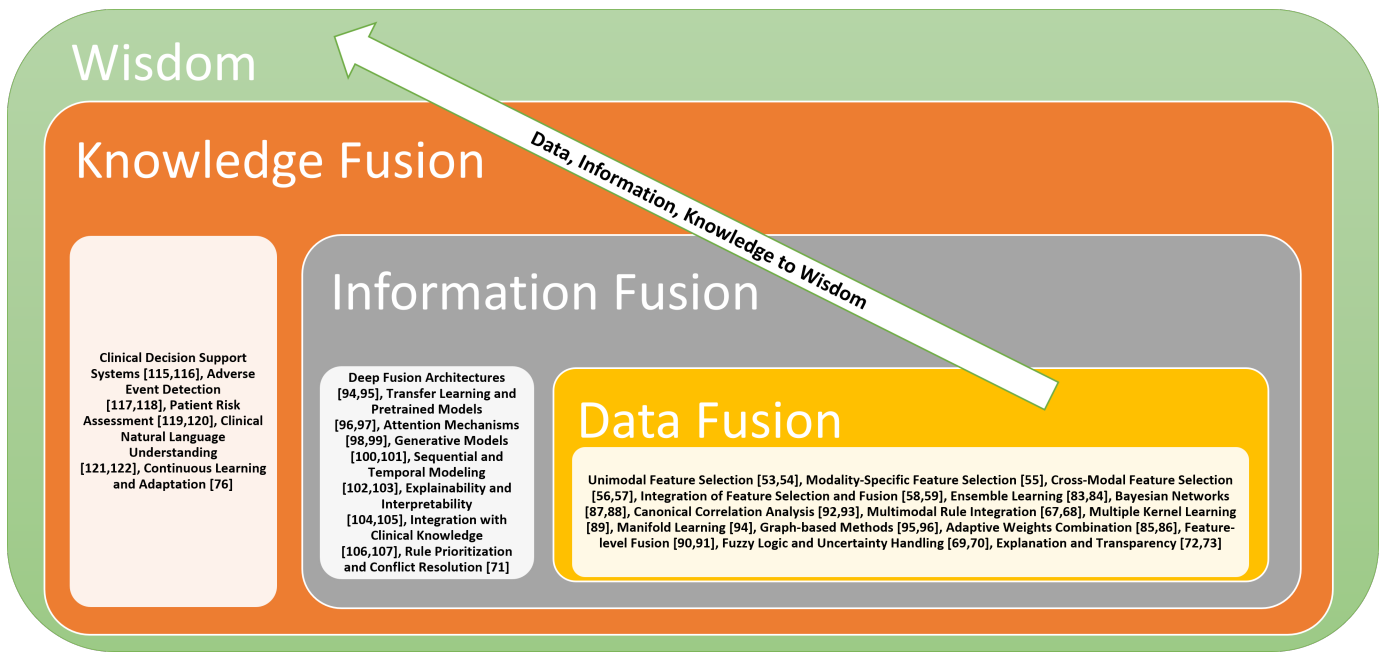 Wisdom
Knowledge Fusion
Data, Information, Knowledge to Wisdom
Clinical Decision Support
Systems [115,116], Adverse
Event Detection
[117,118], Patient Risk
Assessment [119,120], Clinical
Natural Language
Understanding
[121,122], Continuous Learning
and Adaptation [76]
Information Fusion
Deep Fusion Architectures
[94,95], Transfer Learning and
Pretrained Models
[96,97], Attention Mechanisms
[98,99], Generative Models
[100,101], Sequential and
Temporal Modeling
[102,103], Explainability and
Interpretability
[104,105], Integration with
Clinical Knowledge
[106,107], Rule Prioritization
and Conflict Resolution [71]
Data Fusion
Unimodal Feature Selection [53,54], Modality-Specific Feature Selection [55], Cross-Modal Feature Selection
[56,57], Integration of Feature Selection and Fusion [58,59], Ensemble Learning [83,84], Bayesian Networks
[87,88], Canonical Correlation Analysis [92,93], Multimodal Rule Integration [67,68], Multiple Kernel Learning
[89], Manifold Learning [94], Graph-based Methods [95,96], Adaptive Weights Combination [85,86], Feature-
level Fusion [90,91], Fuzzy Logic and Uncertainty Handling [69,70], Explanation and Transparency [72,73]